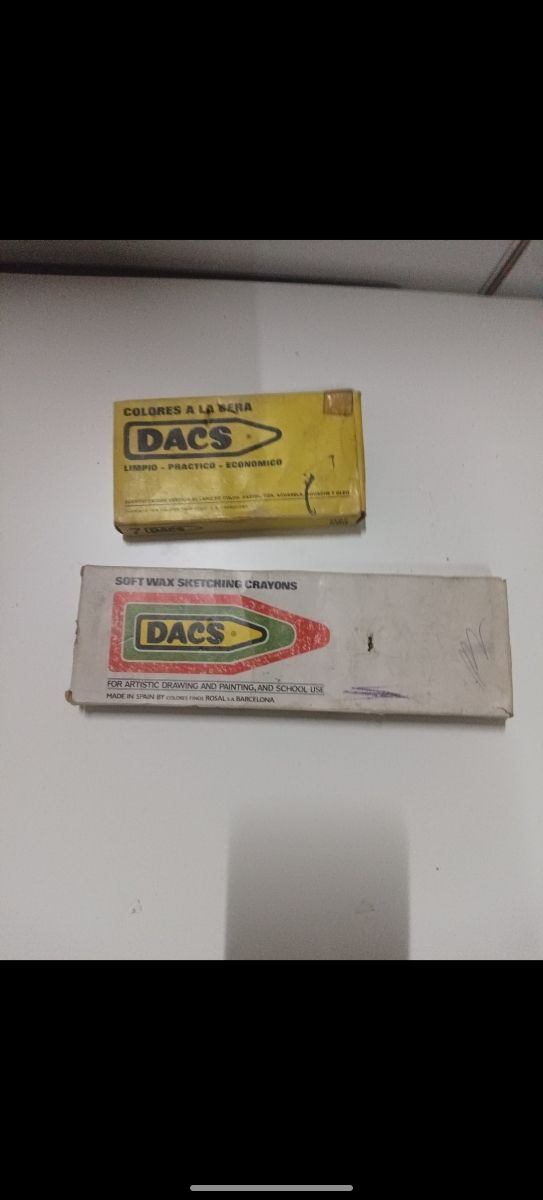 COLORES A LA CERA
DACS
LIMPIO - PRACTICO - ECONOMICO
DACS
SOFT WAX SKETCHING CRAYONS
DACS
FOR ARTISTIC DRAWING AND PAINTING, AND SCHOOL USE
MADE IN SPAIN BY COLORES FINOS ROSAL S.A. BARCELONA